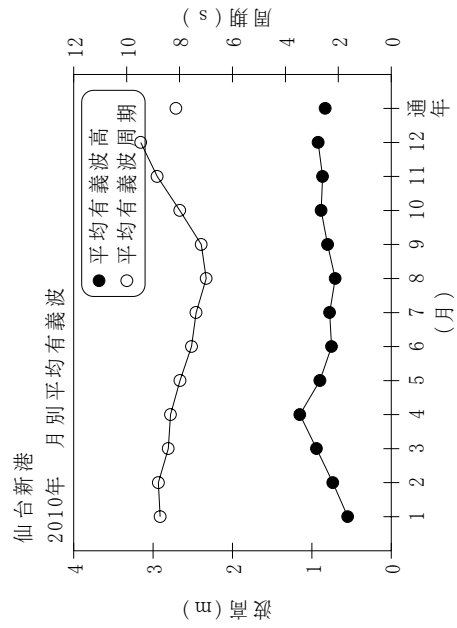 仙台新港
2010年 月別平均有義波
平均有義波高
平均有義波周期
波高(m)
4
3
2
1
0
周期(s)
12
10
8
6
4
2
0
1 2 3 4 5 6 7 8 9 10 11 12 通年
(月)